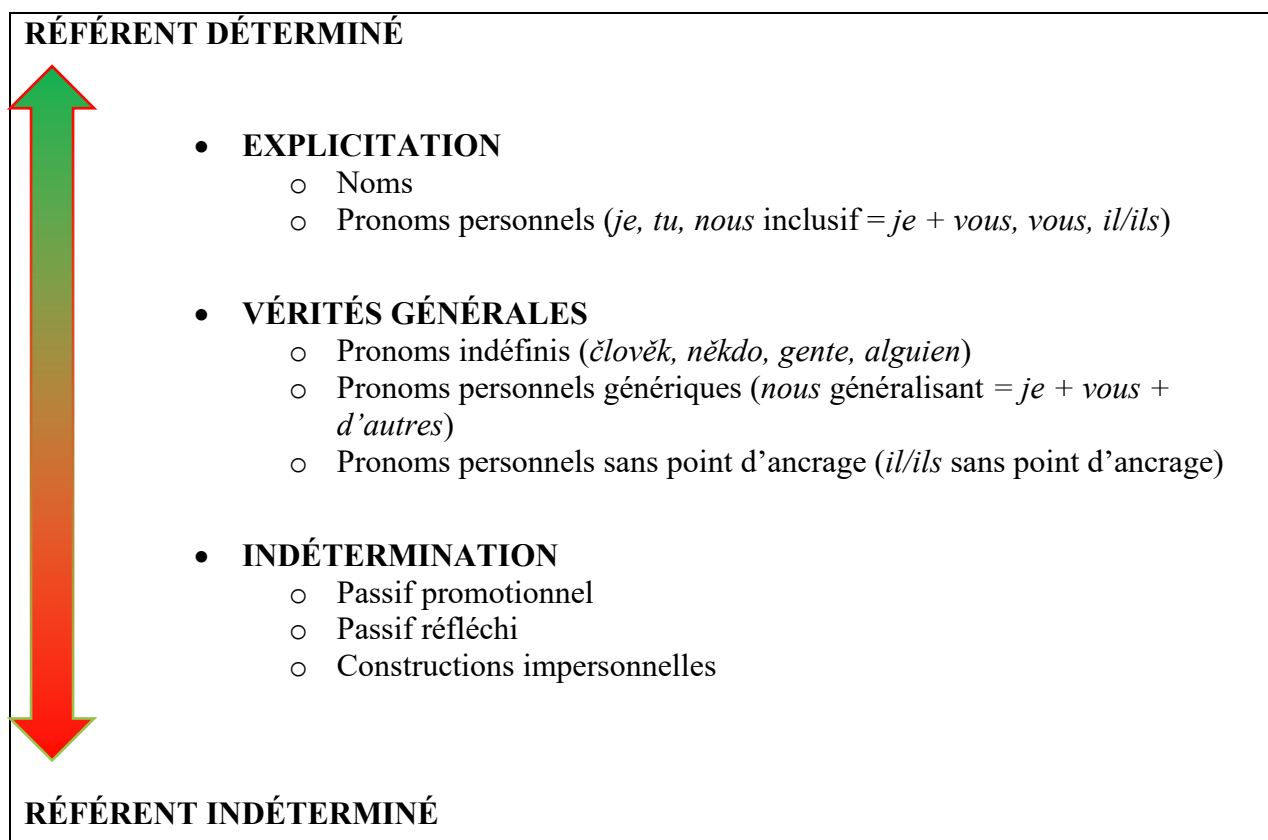 RÉFÉRENT DÉTERMINÉ
• EXPLICITATION
o Noms
o Pronoms personnels (je, tu, nous inclusif = je + vous, vous, il/ils)
• VÉRITÉS GÉNÉRALES
o Pronoms indéfinis (člověk, někdo, gente, alguien)
o Pronoms personnels génériques (nous généralisant = je + vous +
d’autres)
o Pronoms personnels sans point d’ancrage (il/ils sans point d’ancrage)
• INDÉTERMINATION
o Passif promotionnel
o Passif réfléchi
o Constructions impersonnelles
RÉFÉRENT INDÉTERMINÉ